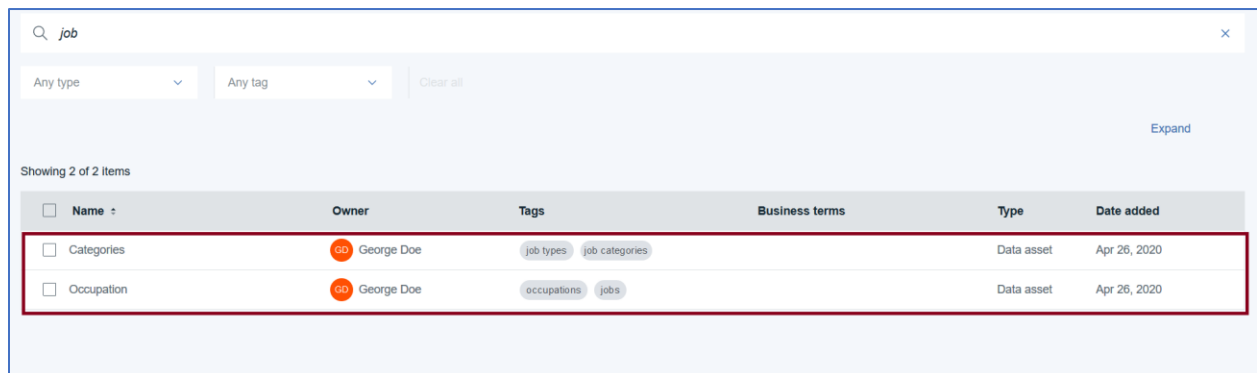 job
Any type Any tag Clear all
Expand
Showing 2 of 2 items
Name Owner Tags Business terms Type Date added
Categories GD George Doe job types job categories Data asset Apr 26, 2020
Occupation GD George Doe occupations jobs Data asset Apr 26, 2020